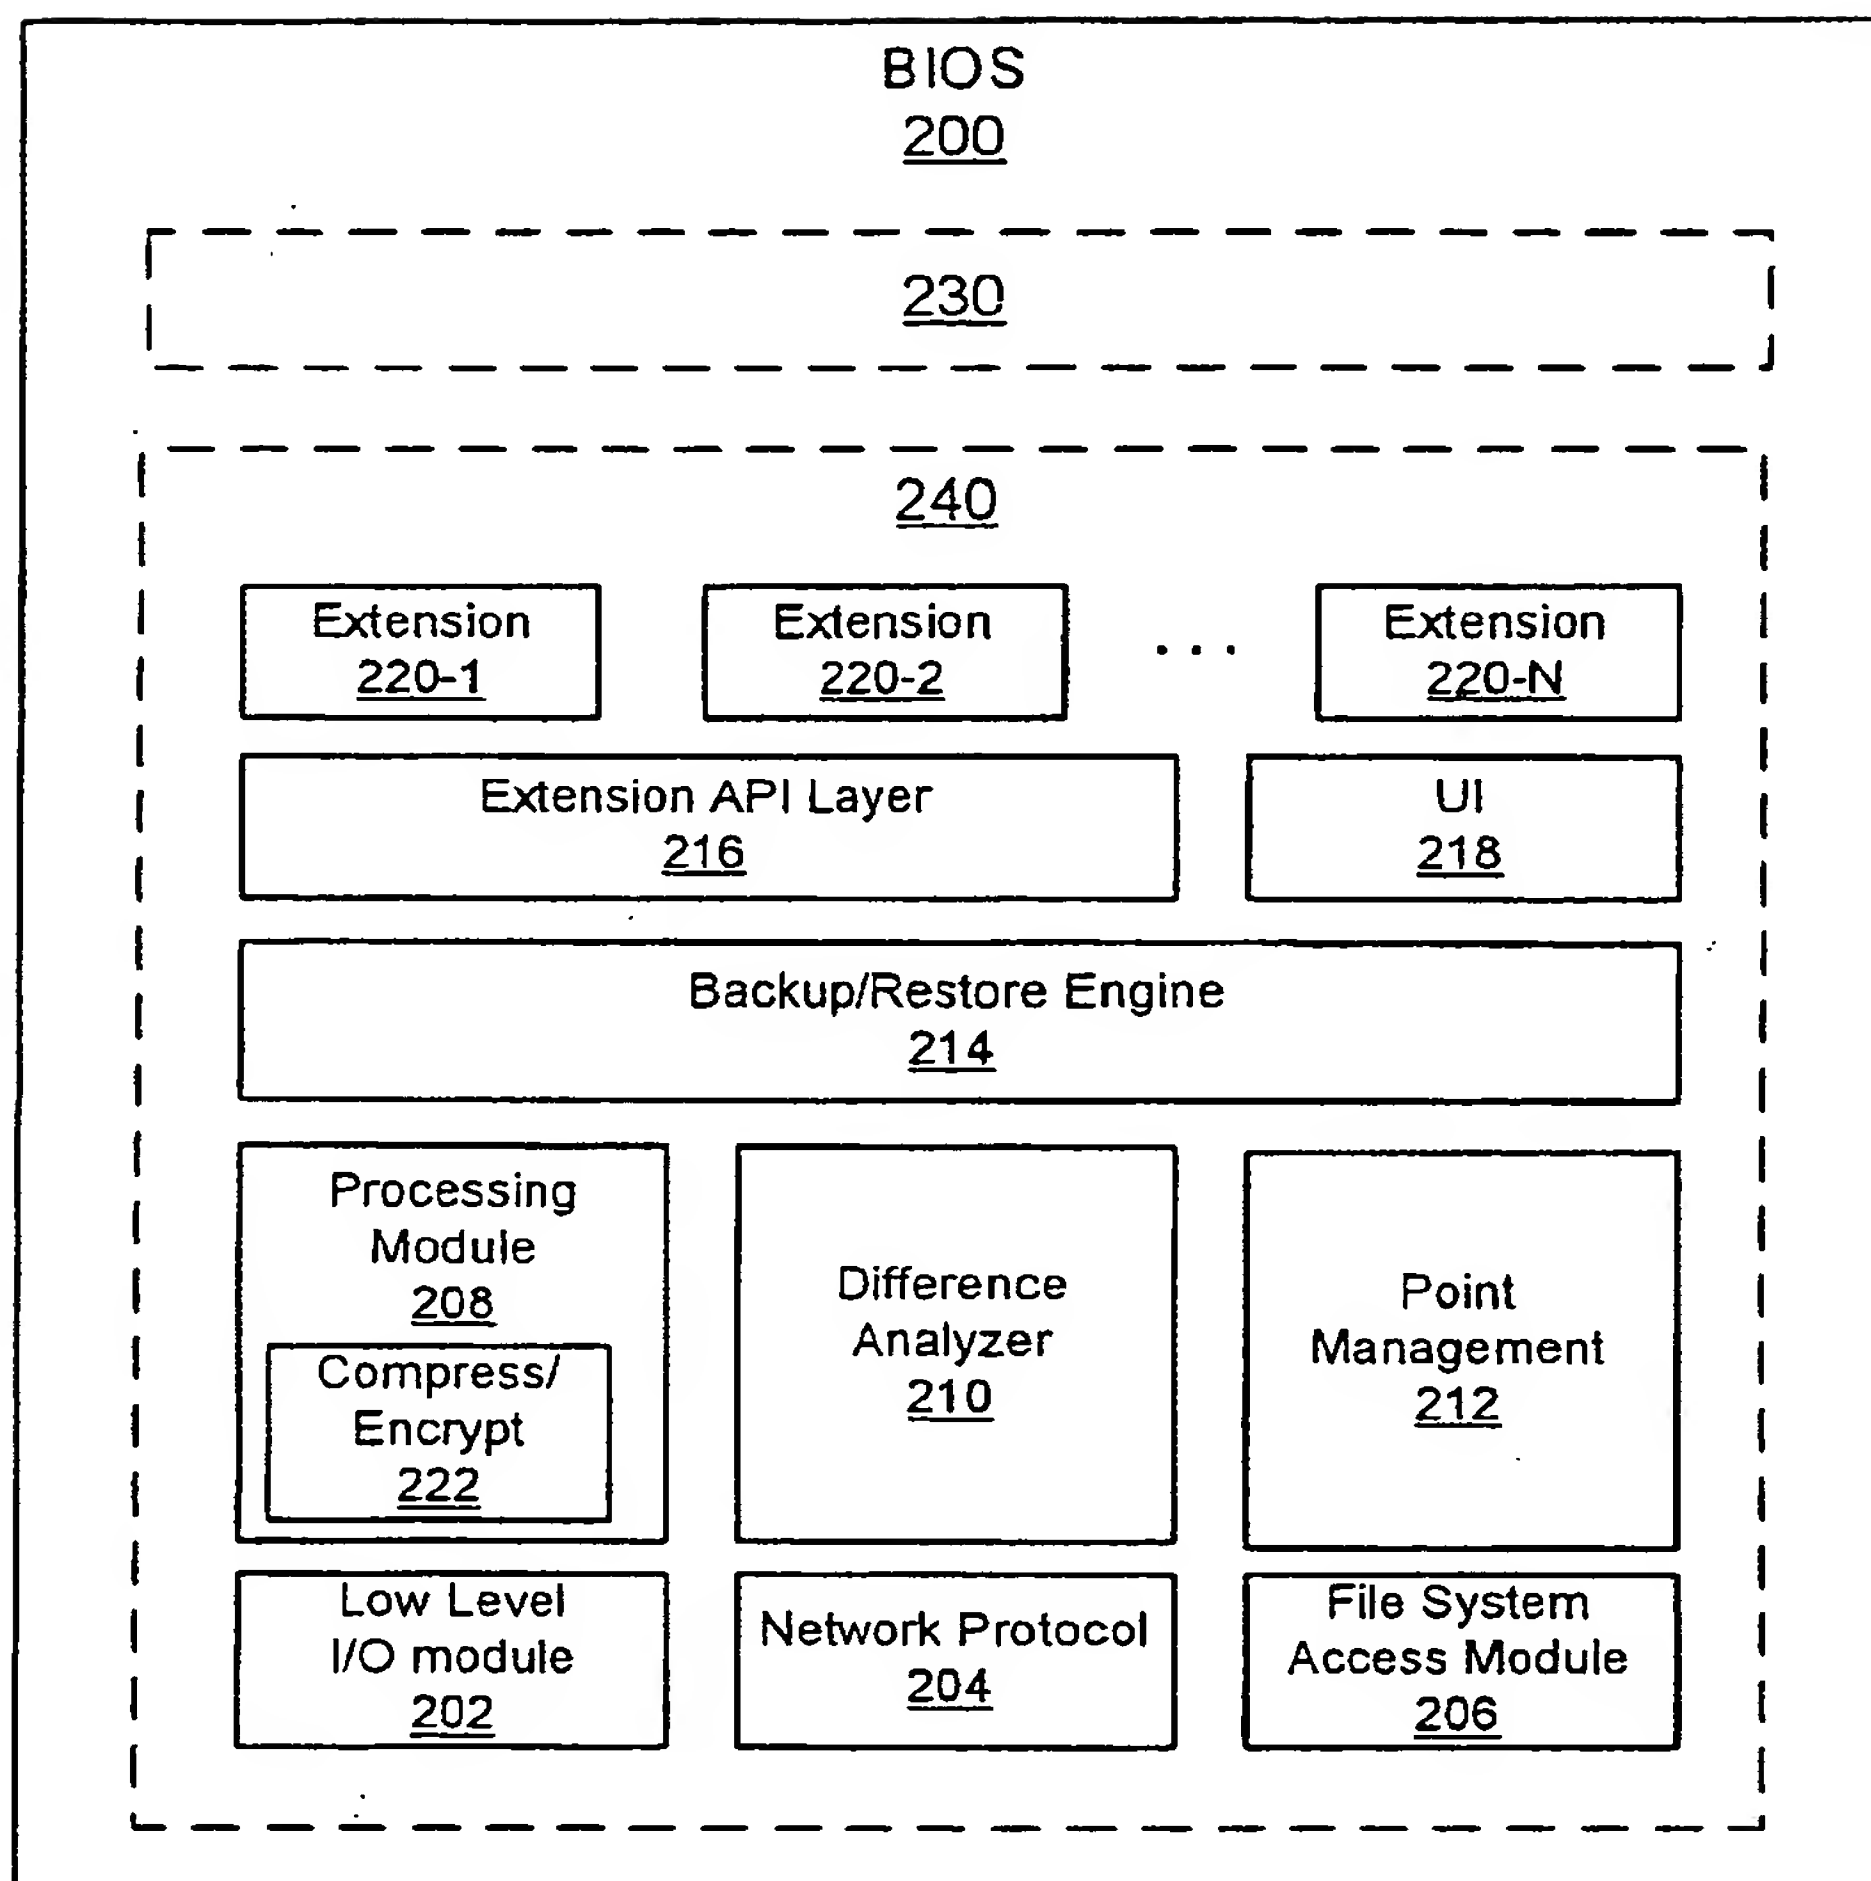 BIOS
200
230
240
Extension
220-1
Extension
220-2
. . .
Extension
220-N
Extension API Layer
216
UI
218
Backup/Restore Engine
214
Processing
Module
208
Compress/
Encrypt
222
Difference
Analyzer
210
Point
Management
212
Low Level
I/O module
202
Network Protocol
204
File System
Access Module
206